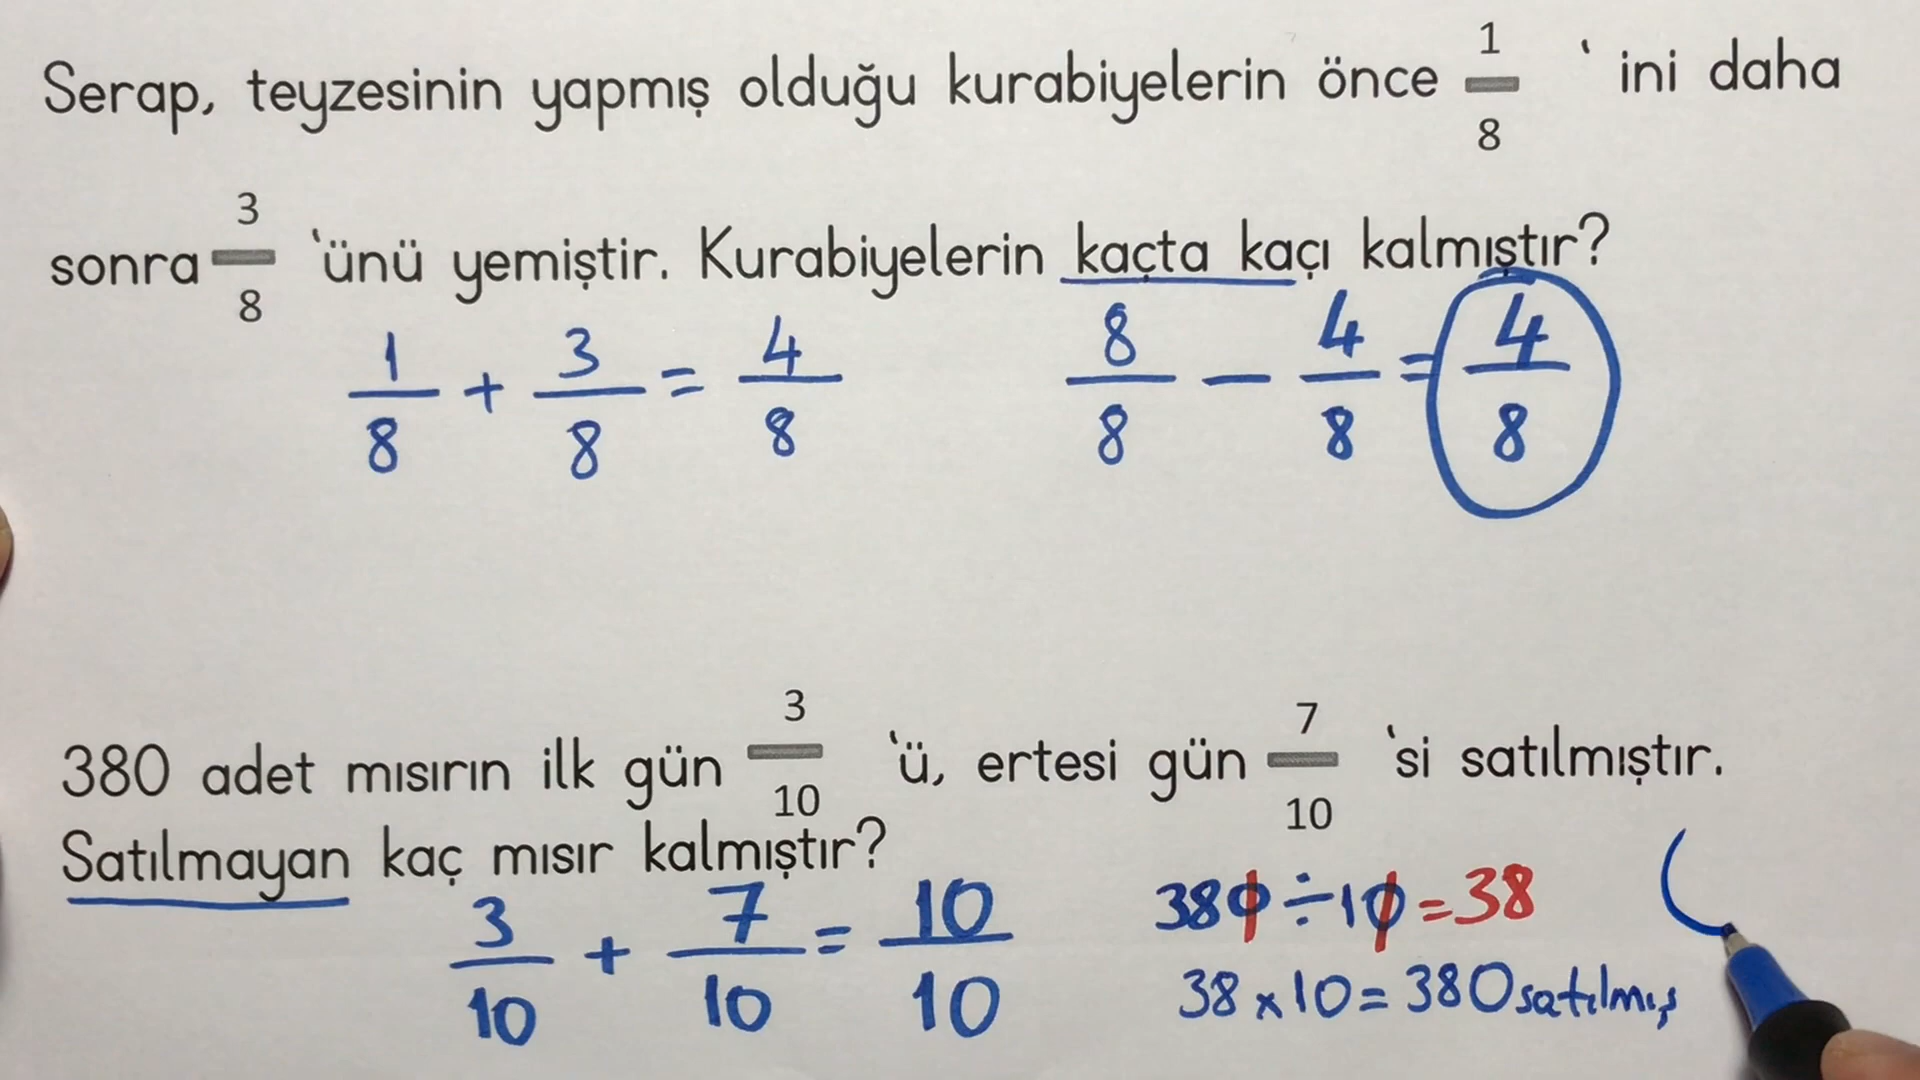 Serap, teyzesinin yapmış olduğu kurabiyelerin önce 1/8 ‘ ini daha
sonra 3/8 ‘ünü yemiştir. Kurabiyelerin kaçta kaçı kalmıştır?
1/8 + 3/8 = 4/8
8/8 - 4/8 = 4/8
380 adet mısırın ilk gün 3/10 ‘ü, ertesi gün 7/10 ‘si satılmıştır.
Satılmayan kaç mısır kalmıştır?
3/10 + 7/10 = 10/10
380 ÷ 10 = 38
38 x 10 = 380 satılmış